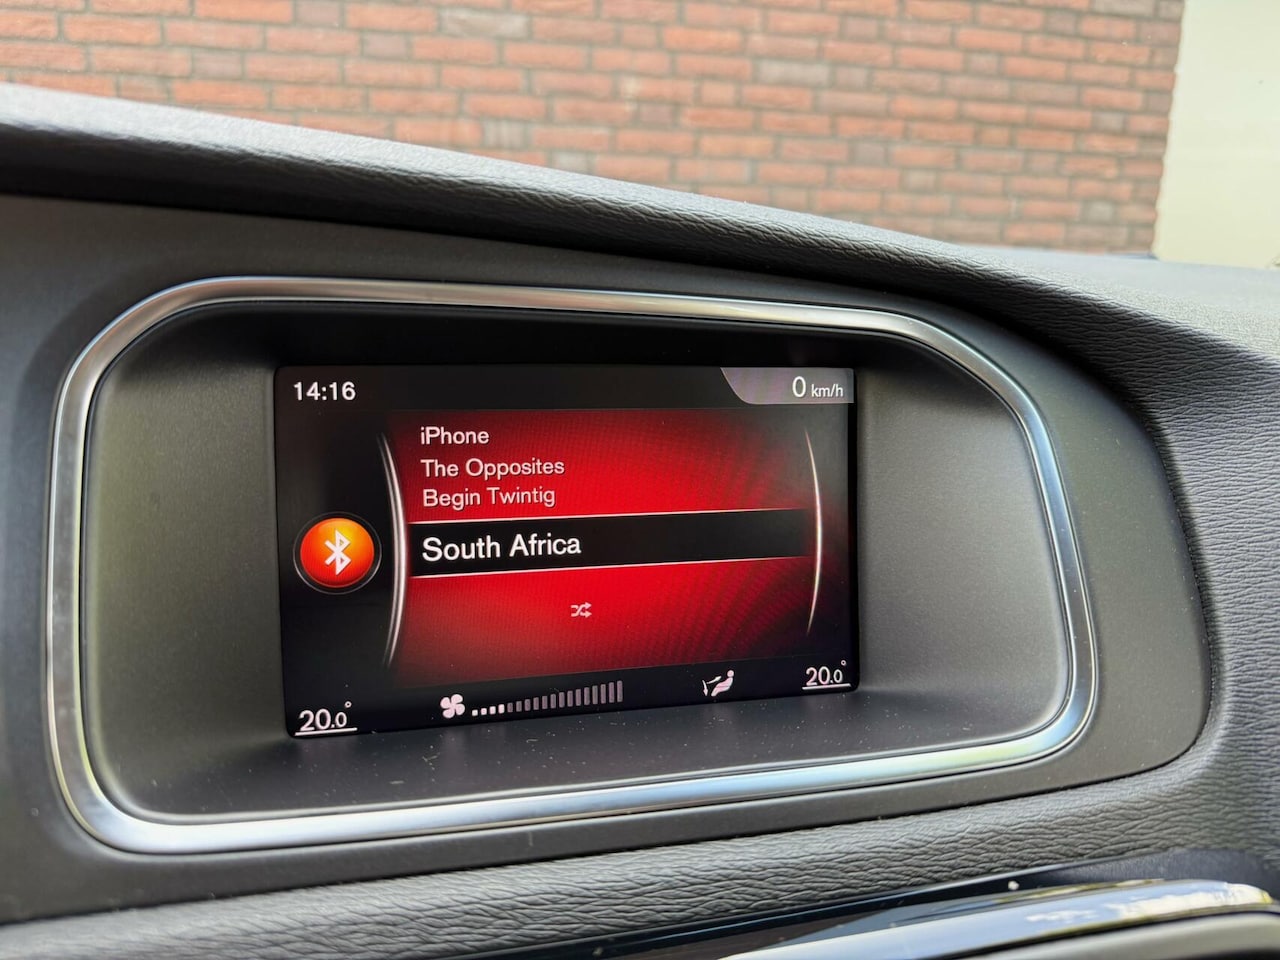 14:16
0 km/h
iPhone
The Opposites
Begin Twintig
South Africa
20.0°
20.0°